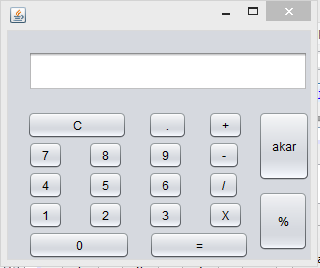 C . +
akar
7 8 9 -
4 5 6 /
1 2 3 X
%
0 =